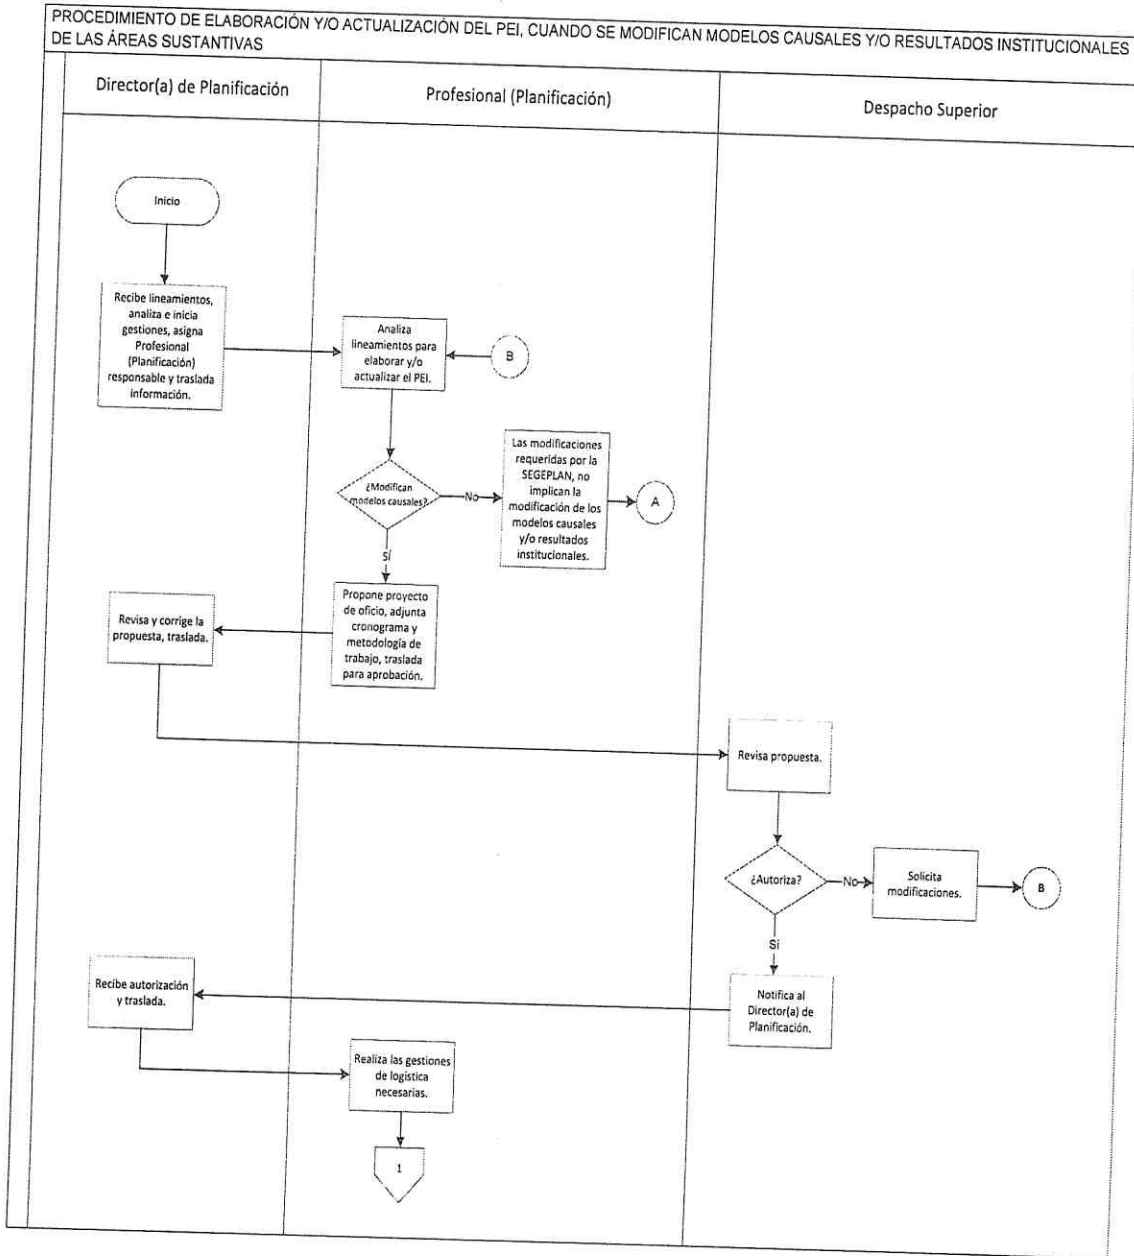 PROCEDIMIENTO DE ELABORACIÓN Y/O ACTUALIZACIÓN DEL PEI, CUANDO SE MODIFICAN MODELOS CAUSALES Y/O RESULTADOS INSTITUCIONALES
DE LAS ÁREAS SUSTANTIVAS
Director(a) de Planificación
Profesional (Planificación)
Despacho Superior
Inicio
Recibe lineamientos,
analiza e inicia
gestiones, asigna
Profesional
(Planificación)
responsable y traslada
información.
Analiza
lineamientos para
elaborar y/o
actualizar el PEI.
B
¿Modifican
modelos causales?
No
Las modificaciones
requeridas por la
SEGEPLAN, no
implican la
modificación de los
modelos causales
y/o resultados
institucionales.
A
SÍ
Propone proyecto
de oficio, adjunta
cronograma y
metodología de
trabajo, traslada
para aprobación.
Revisa y corrige la
propuesta, traslada.
Revisa propuesta.
¿Autoriza?
No
Solicita
modificaciones.
B
Sí
Notifica al
Director(a) de
Planificación.
Recibe autorización
y traslada.
Realiza las gestiones
de logística
necesarias.
1